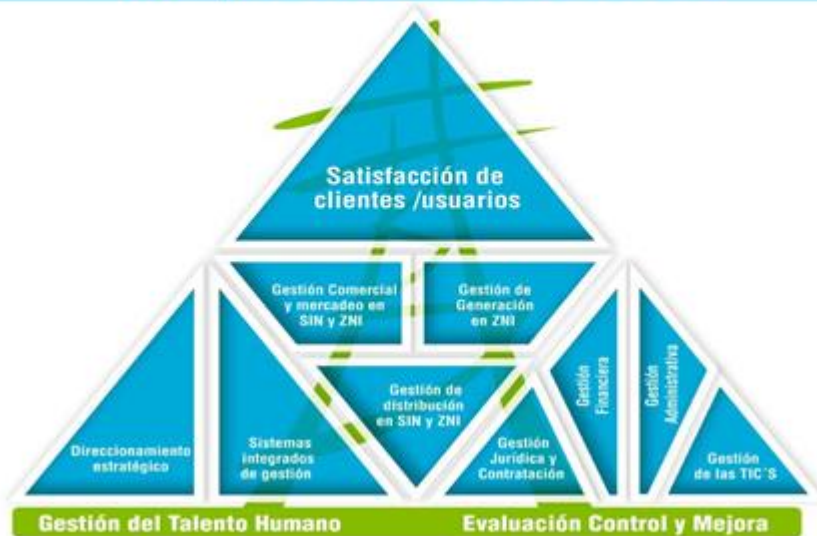 Satisfacción de
clientes /usuarios
Gestión Comercial
y mercadeo en
SIN y ZNI
Gestión de
Generación
en ZNI
Gestión de
distribución
en SIN y ZNI
Direccionamiento
estratégico
Sistemas
integrados
de gestión
Gestión
Jurídica y
Contratación
Gestión
Financiera
Gestión
Administrativa
Gestión
de las TIC´S
Gestión del Talento Humano
Evaluación Control y Mejora